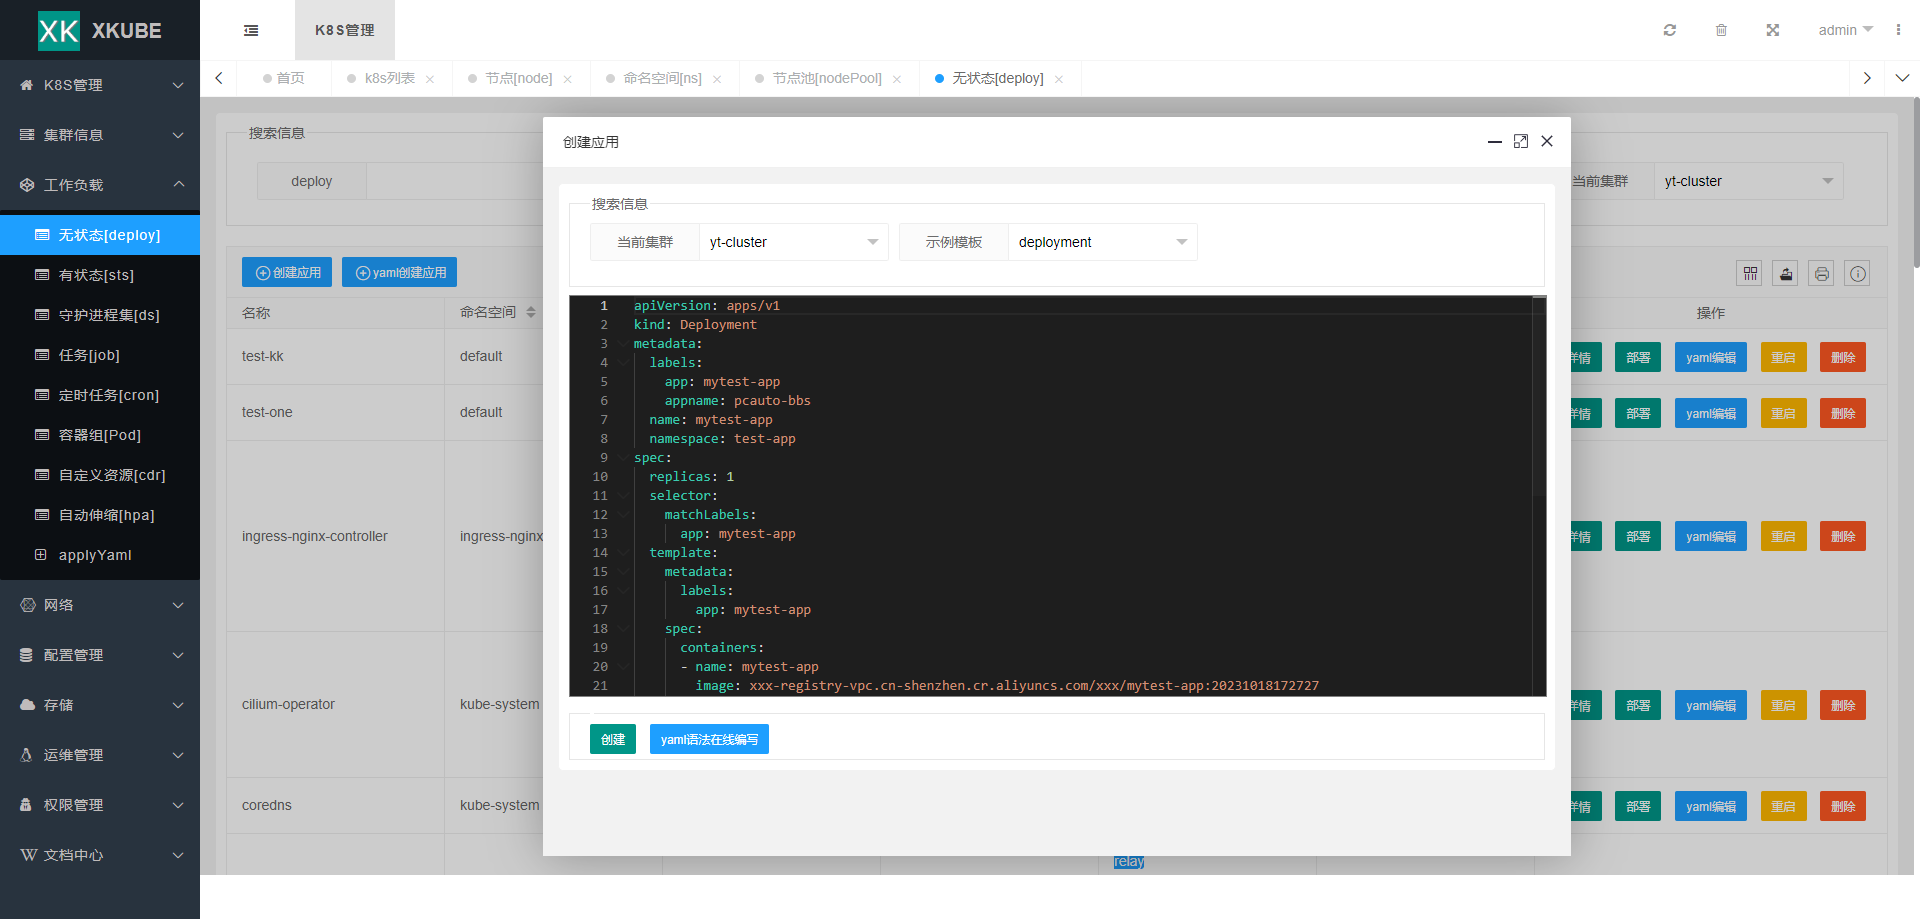 XK XKUBE
K8S管理
admin
首页
k8s列表
节点[node]
命名空间[ns]
节点池[nodePool]
无状态[deploy]
K8S管理
集群信息
工作负载
无状态[deploy]
有状态[sts]
守护进程集[ds]
任务[job]
定时任务[cron]
容器组[Pod]
自定义资源[cdr]
自动伸缩[hpa]
applyYaml
网络
配置管理
存储
运维管理
权限管理
文档中心
搜索信息
deploy
当前集群
yt-cluster
创建应用
yaml创建应用
名称
命名空间
操作
test-kk
default
详情 部署 yaml编辑 重启 删除
test-one
default
详情 部署 yaml编辑 重启 删除
ingress-nginx-controller
ingress-nginx
详情 部署 yaml编辑 重启 删除
cilium-operator
kube-system
详情 部署 yaml编辑 重启 删除
coredns
kube-system
详情 部署 yaml编辑 重启 删除
relay
创建应用
搜索信息
当前集群 yt-cluster
示例模板 deployment
1 apiVersion: apps/v1
2 kind: Deployment
3 metadata:
4 labels:
5 app: mytest-app
6 appname: pcauto-bbs
7 name: mytest-app
8 namespace: test-app
9 spec:
10 replicas: 1
11 selector:
12 matchLabels:
13 app: mytest-app
14 template:
15 metadata:
16 labels:
17 app: mytest-app
18 spec:
19 containers:
20 - name: mytest-app
21 image: xxx-registry-vpc.cn-shenzhen.cr.aliyuncs.com/xxx/mytest-app:20231018172727
创建
yaml语法在线编写